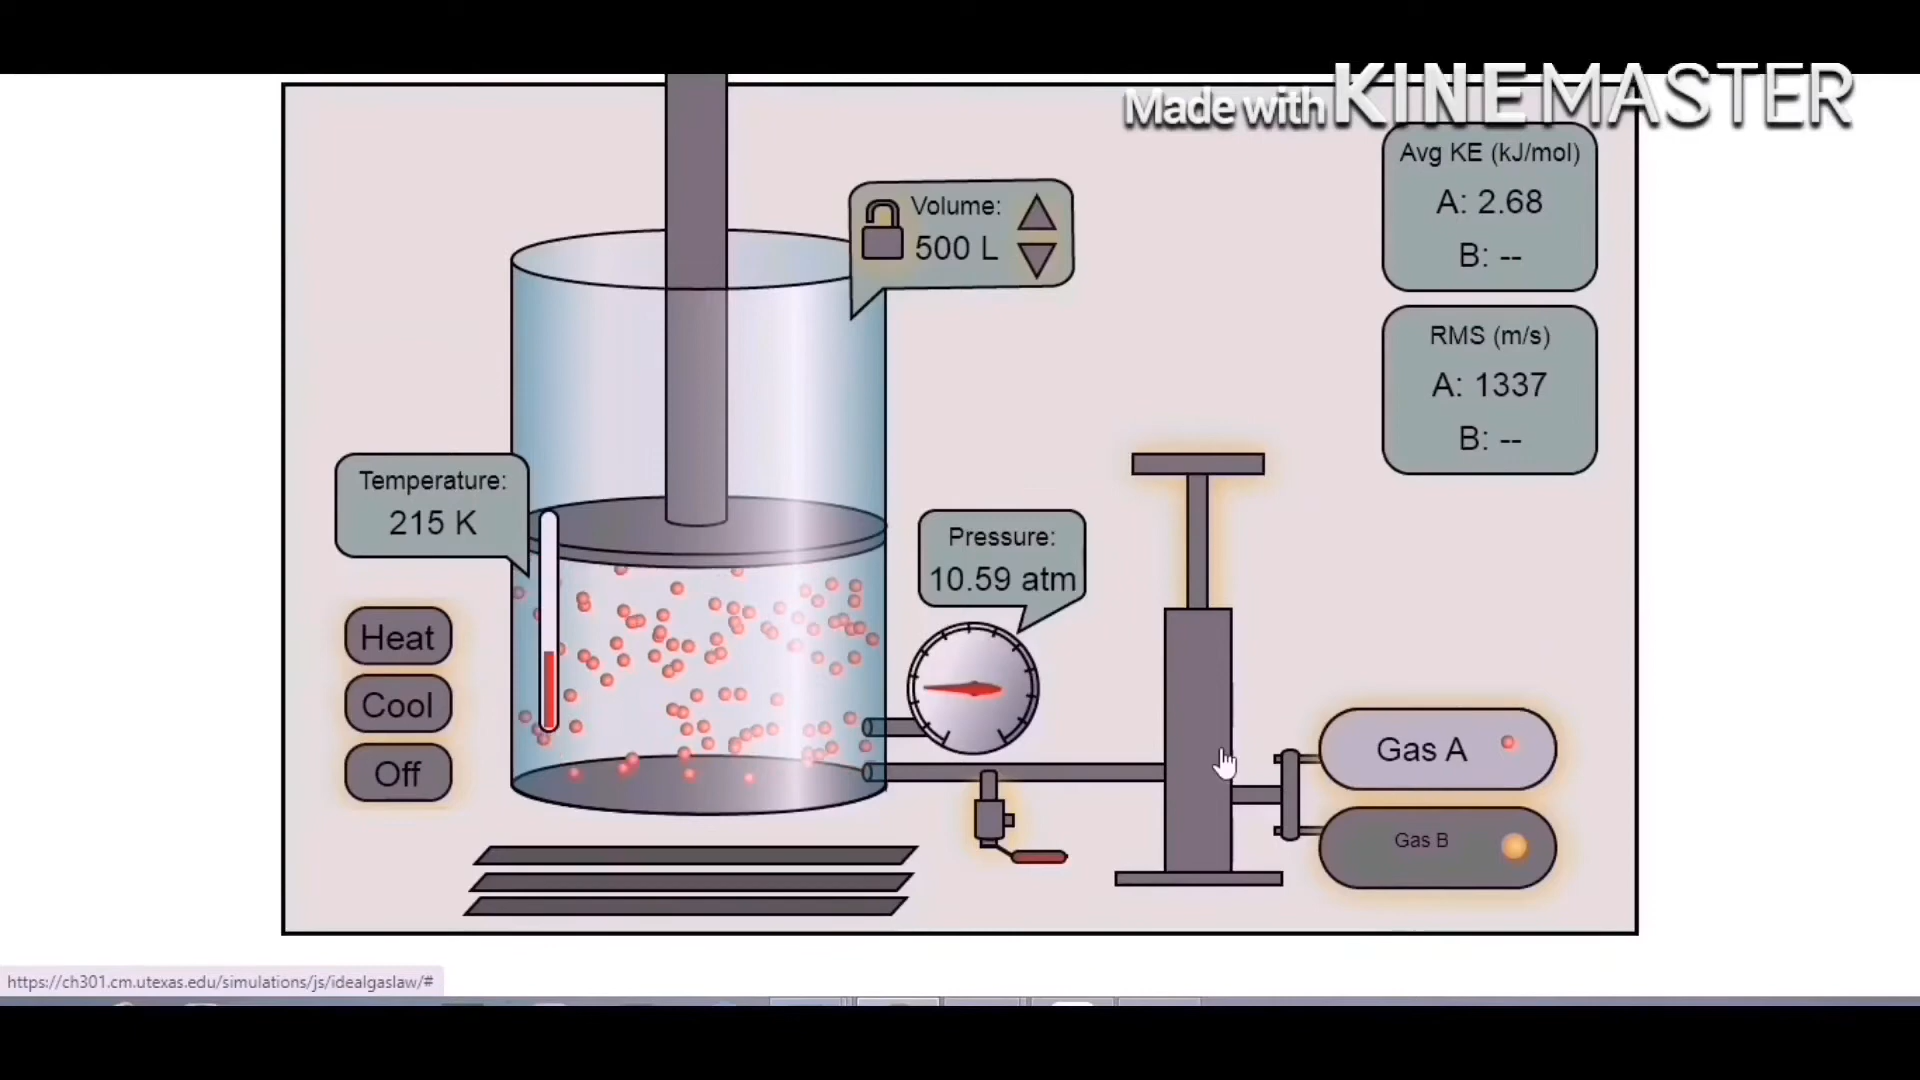 Made with KINEMASTER
Avg KE (kJ/mol)
A: 2.68
B: --
RMS (m/s)
A: 1337
B: --
Volume:
500 L
Temperature:
215 K
Pressure:
10.59 atm
Heat
Cool
Off
Gas A
Gas B
https://ch301.cm.utexas.edu/simulations/js/idealgaslaw/#